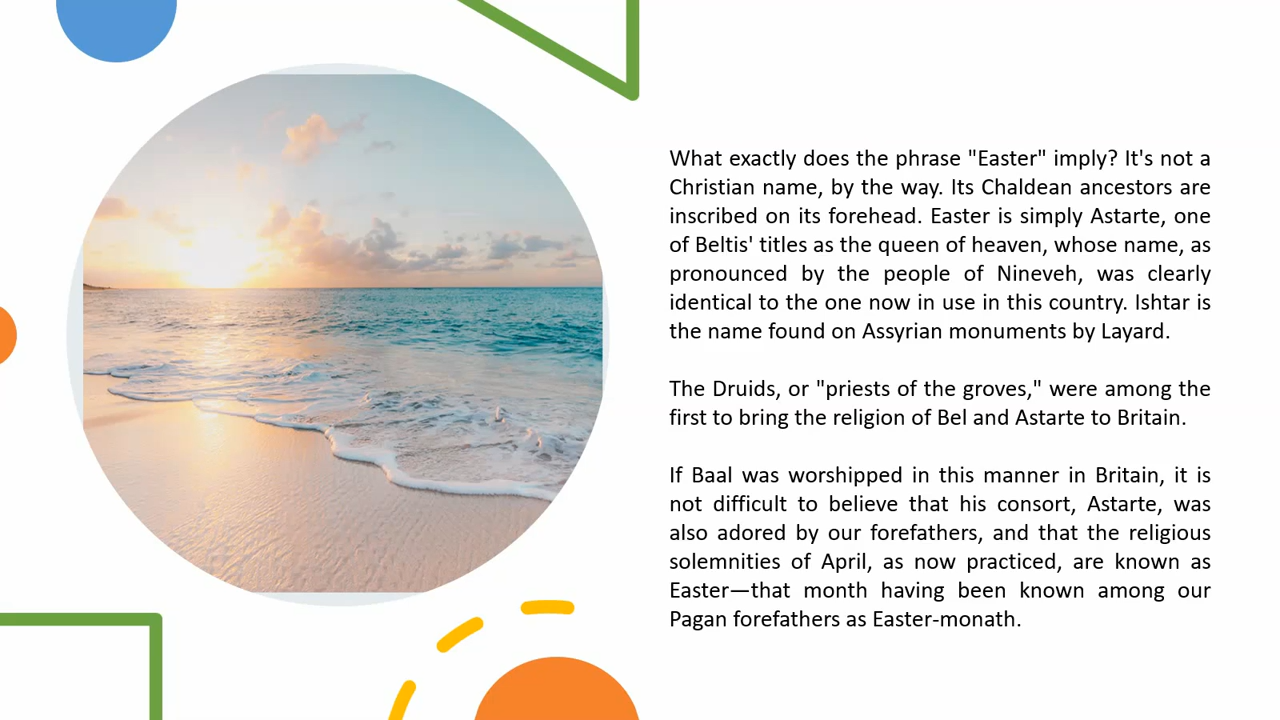 What exactly does the phrase "Easter" imply? It's not a
Christian name, by the way. Its Chaldean ancestors are
inscribed on its forehead. Easter is simply Astarte, one
of Beltis' titles as the queen of heaven, whose name, as
pronounced by the people of Nineveh, was clearly
identical to the one now in use in this country. Ishtar is
the name found on Assyrian monuments by Layard.
The Druids, or "priests of the groves," were among the
first to bring the religion of Bel and Astarte to Britain.
If Baal was worshipped in this manner in Britain, it is
not difficult to believe that his consort, Astarte, was
also adored by our forefathers, and that the religious
solemnities of April, as now practiced, are known as
Easter—that month having been known among our
Pagan forefathers as Easter-monath.